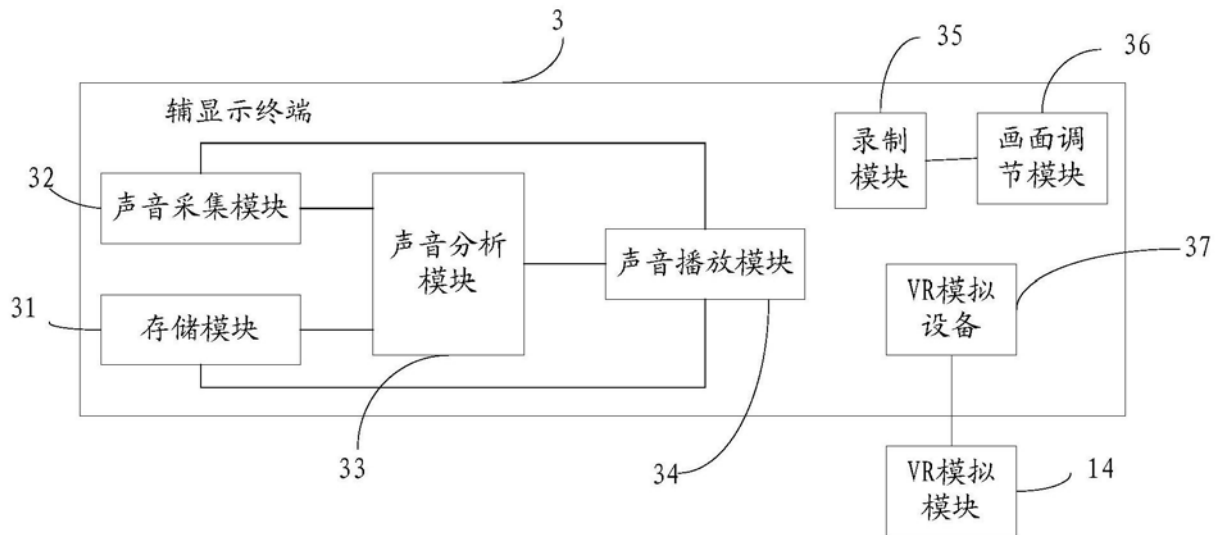 3
35
36
辅显示终端
录制
模块
画面调
节模块
32
声音采集模块
声音分析
模块
声音播放模块
37
VR模拟
设备
31
存储模块
33
34
VR模拟
模块
14